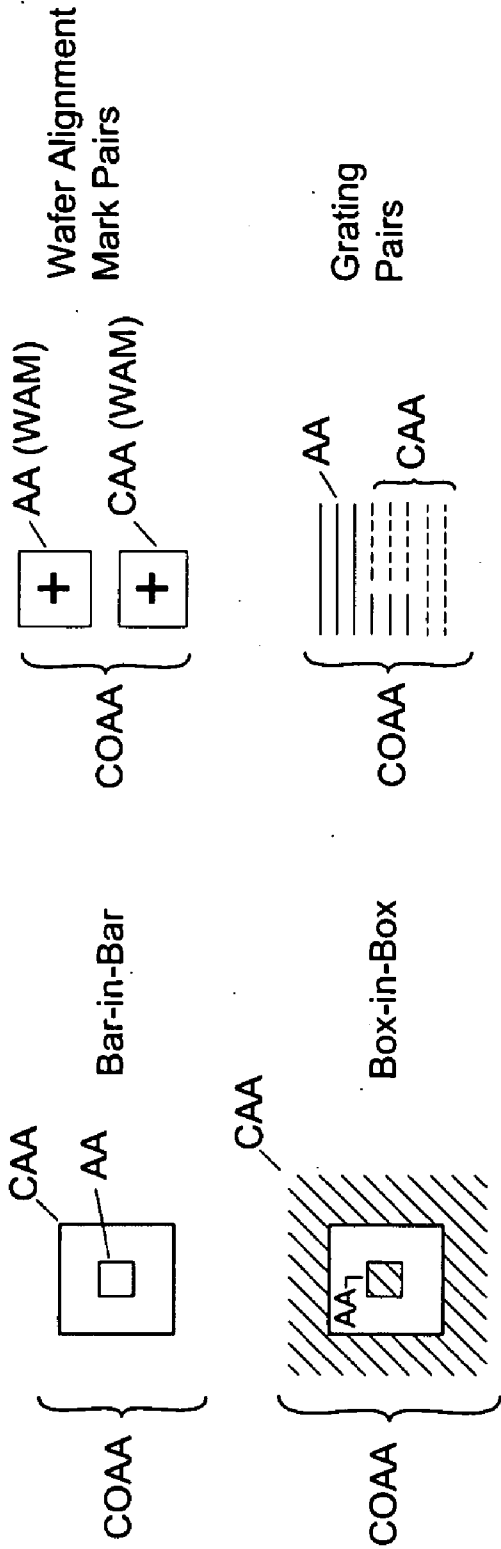 COAA
CAA
AA
Bar-in-Bar
COAA
AA (WAM)
CAA (WAM)
Wafer Alignment
Mark Pairs
COAA
CAA
AA
Box-in-Box
COAA
AA
CAA
Grating
Pairs